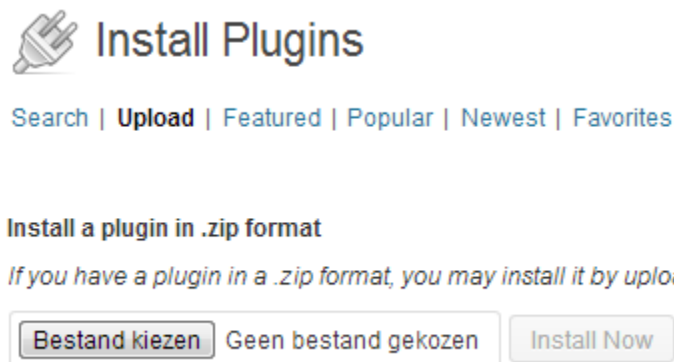 Install Plugins
Search | Upload | Featured | Popular | Newest | Favorites
Install a plugin in .zip format
If you have a plugin in a .zip format, you may install it by
Bestand kiezen Geen bestand gekozen Install Now